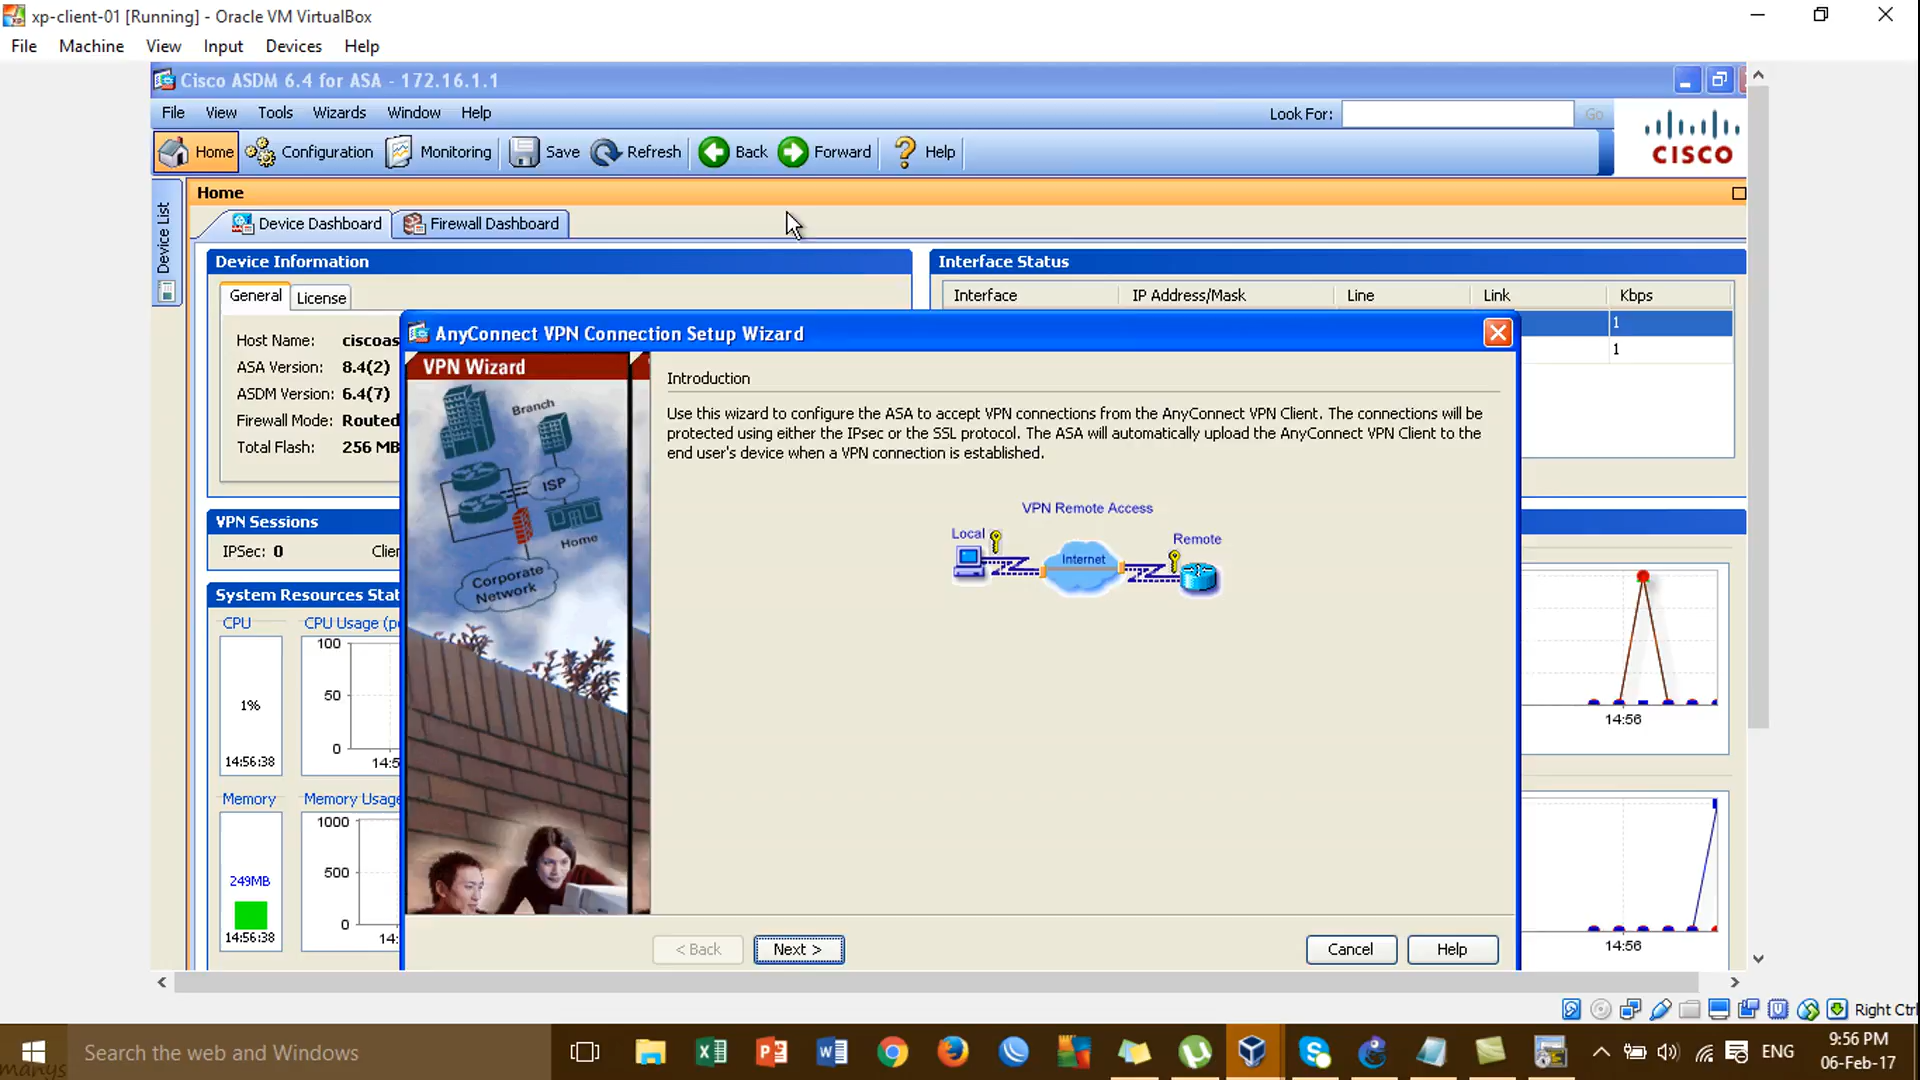 xp-client-01 [Running] - Oracle VM VirtualBox
File Machine View Input Devices Help
Cisco ASDM 6.4 for ASA - 172.16.1.1
File View Tools Wizards Window Help
Look For: Go
Home Configuration Monitoring Save Refresh Back Forward Help
CISCO
Home
Device List
Device Dashboard Firewall Dashboard
Device Information
General License
Host Name: ciscoas
ASA Version: 8.4(2)
ASDM Version: 6.4(7)
Firewall Mode: Routed
Total Flash: 256 MB
Interface Status
Interface IP Address/Mask Line Link Kbps
1
1
VPN Sessions
IPSec: 0 Clien
System Resources Stat
CPU CPU Usage (pe
100
50
0
1%
14:56:38
14:5
Memory Memory Usage
1000
500
0
249MB
14:56:38
14:
14:56
14:56
AnyConnect VPN Connection Setup Wizard
VPN Wizard
Branch
ISP
Home
Corporate
Network
Introduction
Use this wizard to configure the ASA to accept VPN connections from the AnyConnect VPN Client. The connections will be
protected using either the IPsec or the SSL protocol. The ASA will automatically upload the AnyConnect VPN Client to the
end user's device when a VPN connection is established.
VPN Remote Access
Local
Internet
Remote
< Back Next > Cancel Help
Right Ctrl
Search the web and Windows
manys
ENG
9:56 PM
06-Feb-17